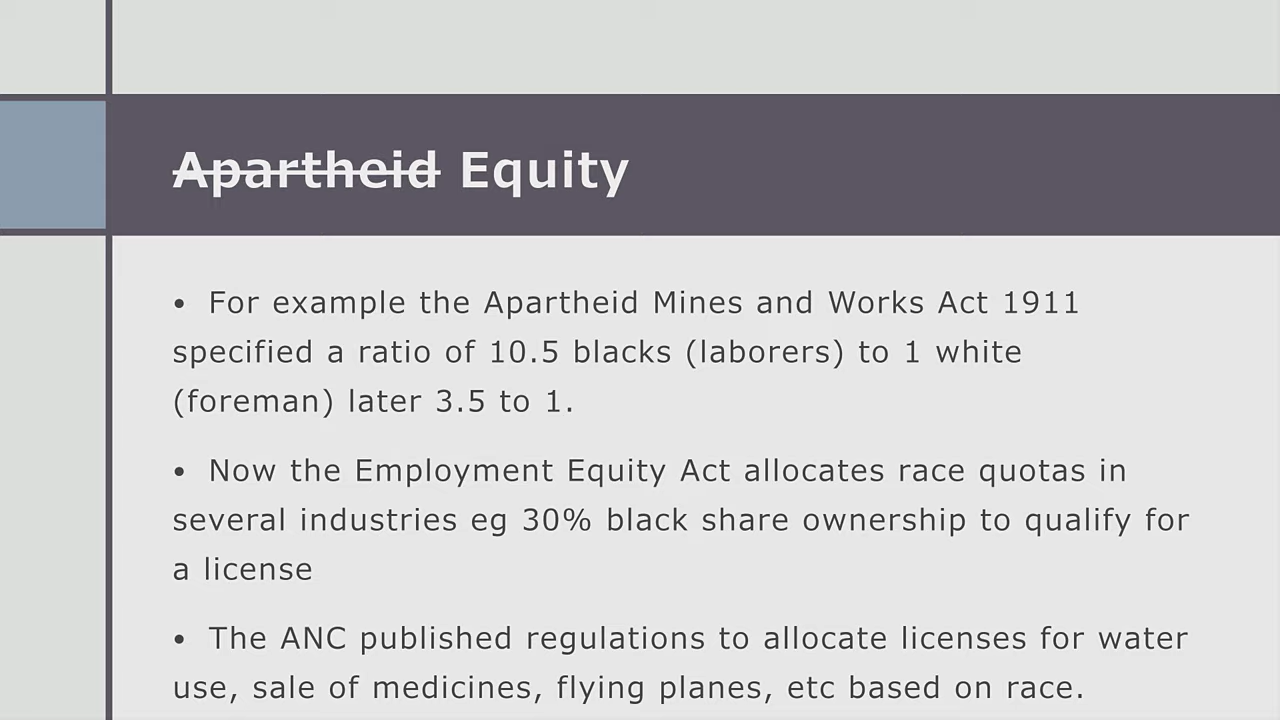 Apartheid Equity
• For example the Apartheid Mines and Works Act 1911
specified a ratio of 10.5 blacks (laborers) to 1 white
(foreman) later 3.5 to 1.
• Now the Employment Equity Act allocates race quotas in
several industries eg 30% black share ownership to qualify for
a license
• The ANC published regulations to allocate licenses for water
use, sale of medicines, flying planes, etc based on race.